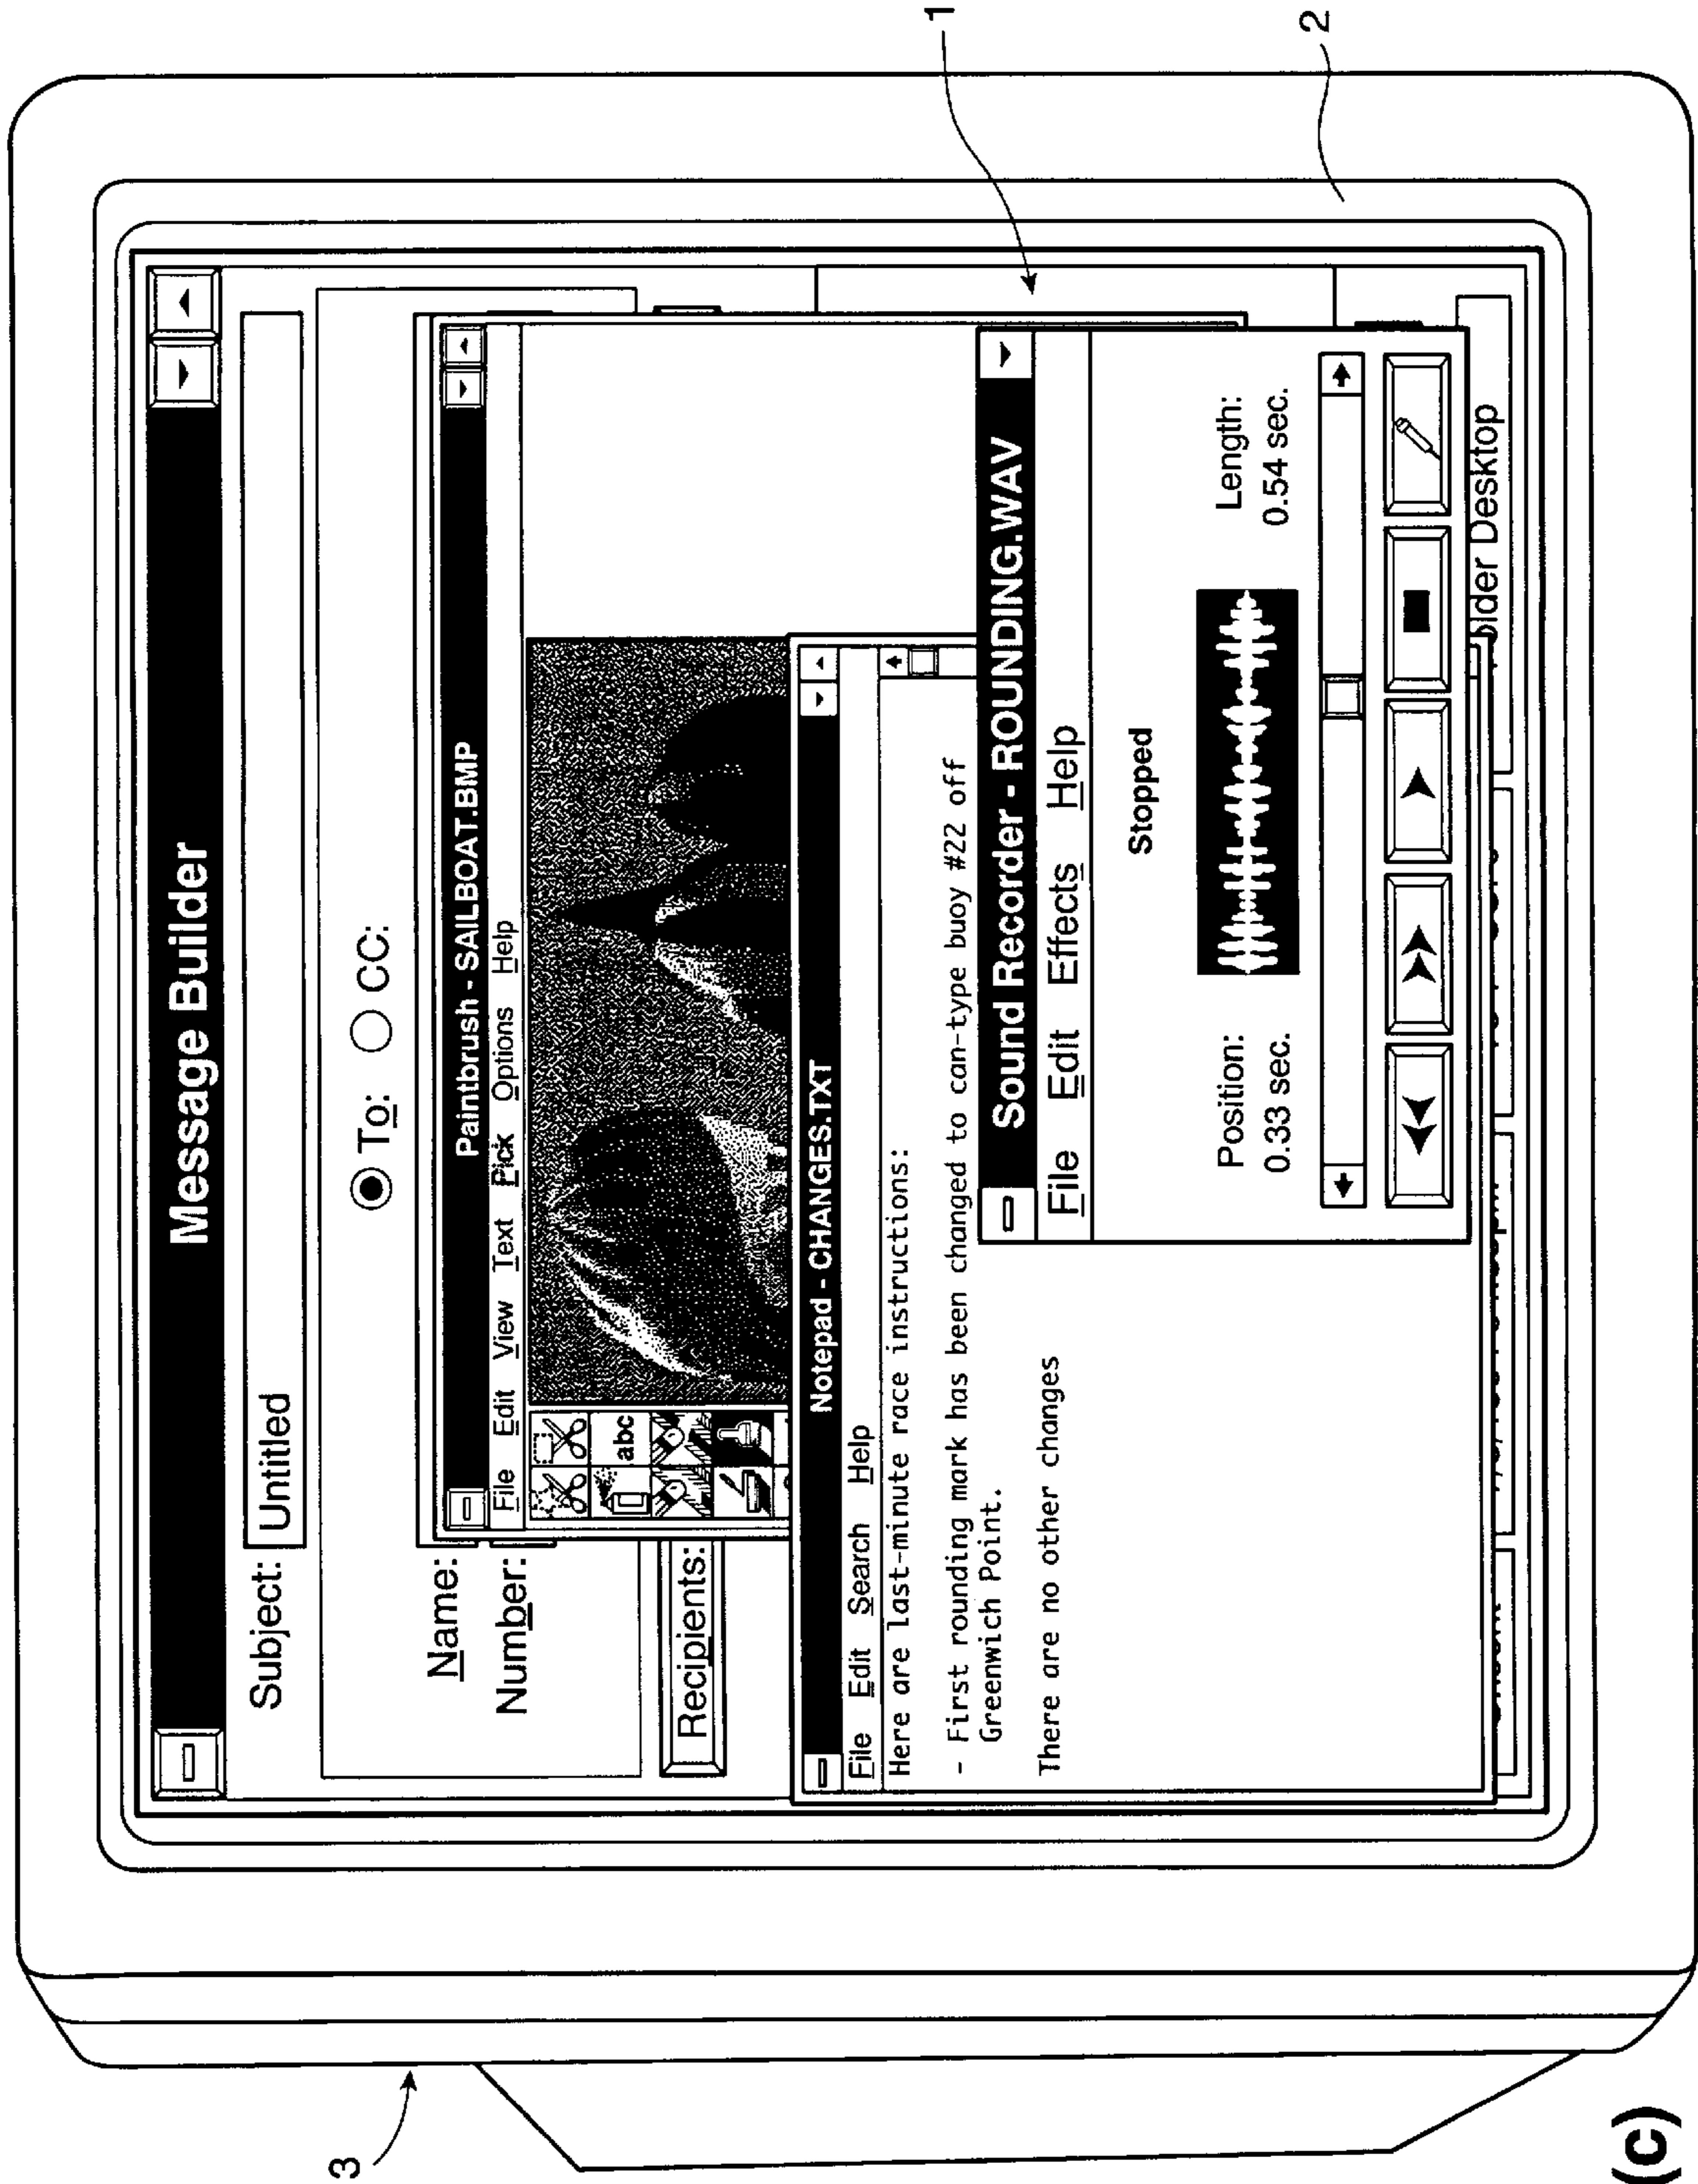 1
2
3
Message Builder
Subject: Untitled
To: CC:
Name:
Number:
Recipients:
Paintbrush - SAILBOAT.BMP
File Edit View Text Pick Options Help
abc
Notepad - CHANGES.TXT
File Edit Search Help
Here are last-minute race instructions:
- First rounding mark has been changed to can-type buoy #22 off
Greenwich Point.
There are no other changes
Sound Recorder - ROUNDING.WAV
File Edit Effects Help
Stopped
Position: Length:
0.33 sec. 0.54 sec.
Desktop
(c)